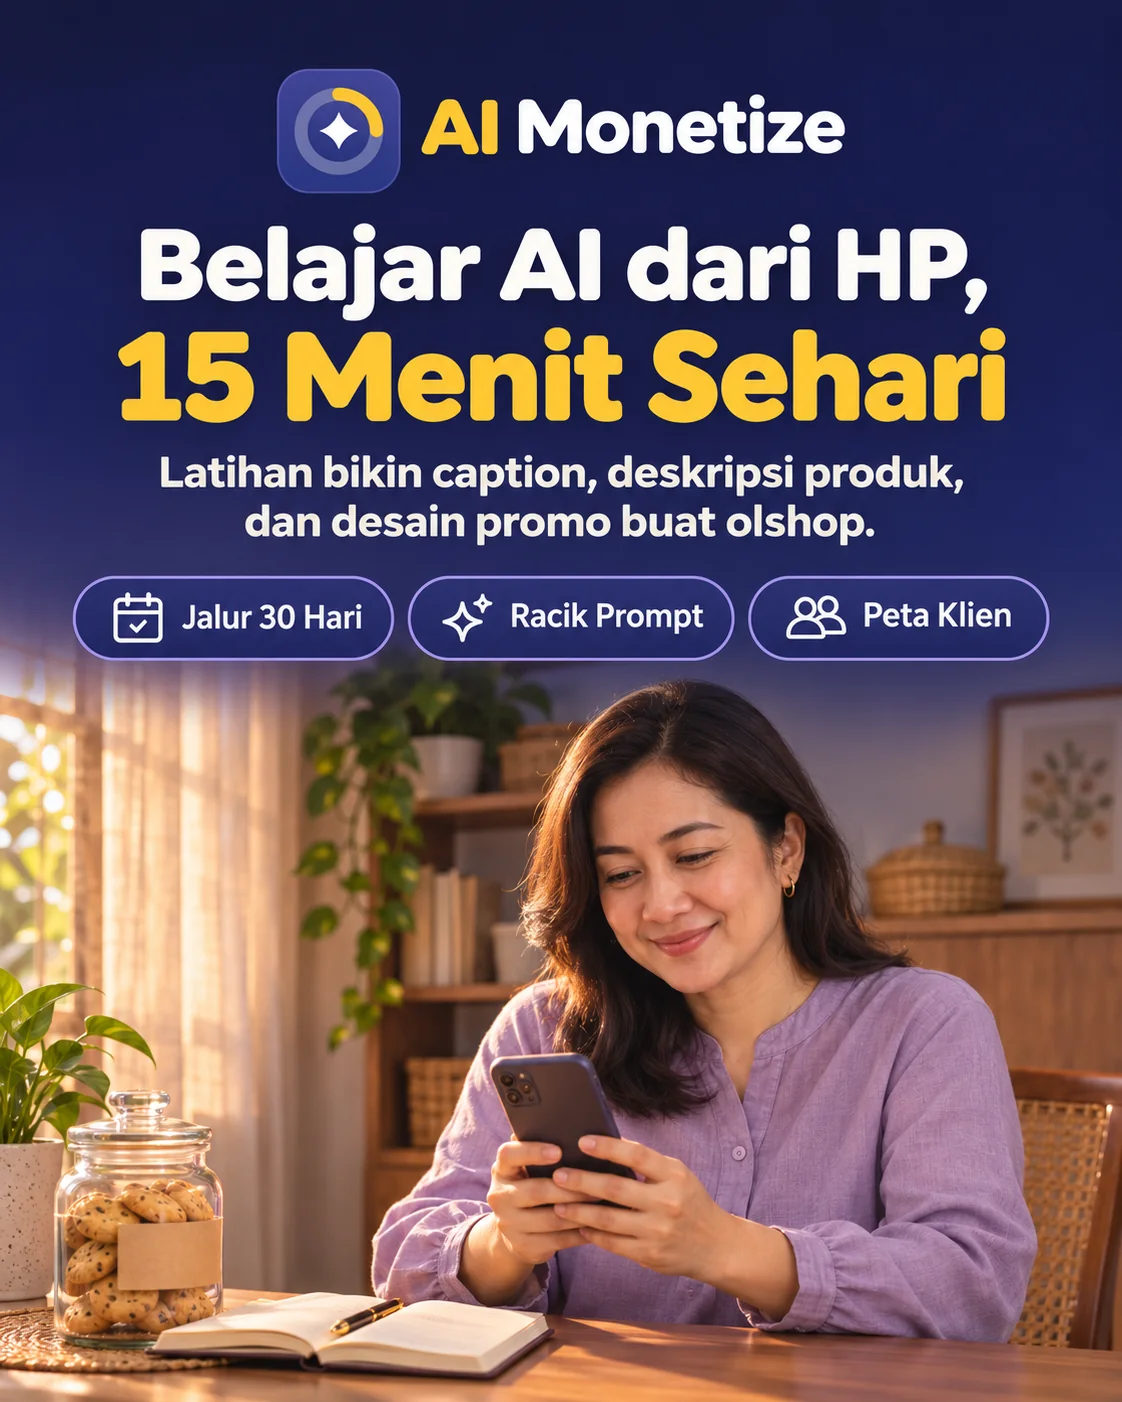 AI Monetize
Belajar AI dari HP,
15 Menit Sehari
Latihan bikin caption, deskripsi produk,
dan desain promo buat olshop.
Jalur 30 Hari
Racik Prompt
Peta Klien